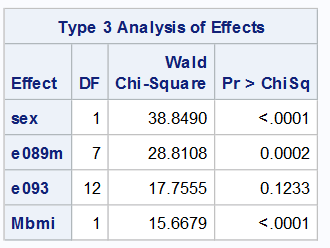 Type 3 Analysis of Effects
Effect DF Wald Chi-Square Pr > ChiSq
sex 1 38.8490 <.0001
e089m 7 28.8108 0.0002
e093 12 17.7555 0.1233
Mbmi 1 15.6679 <.0001